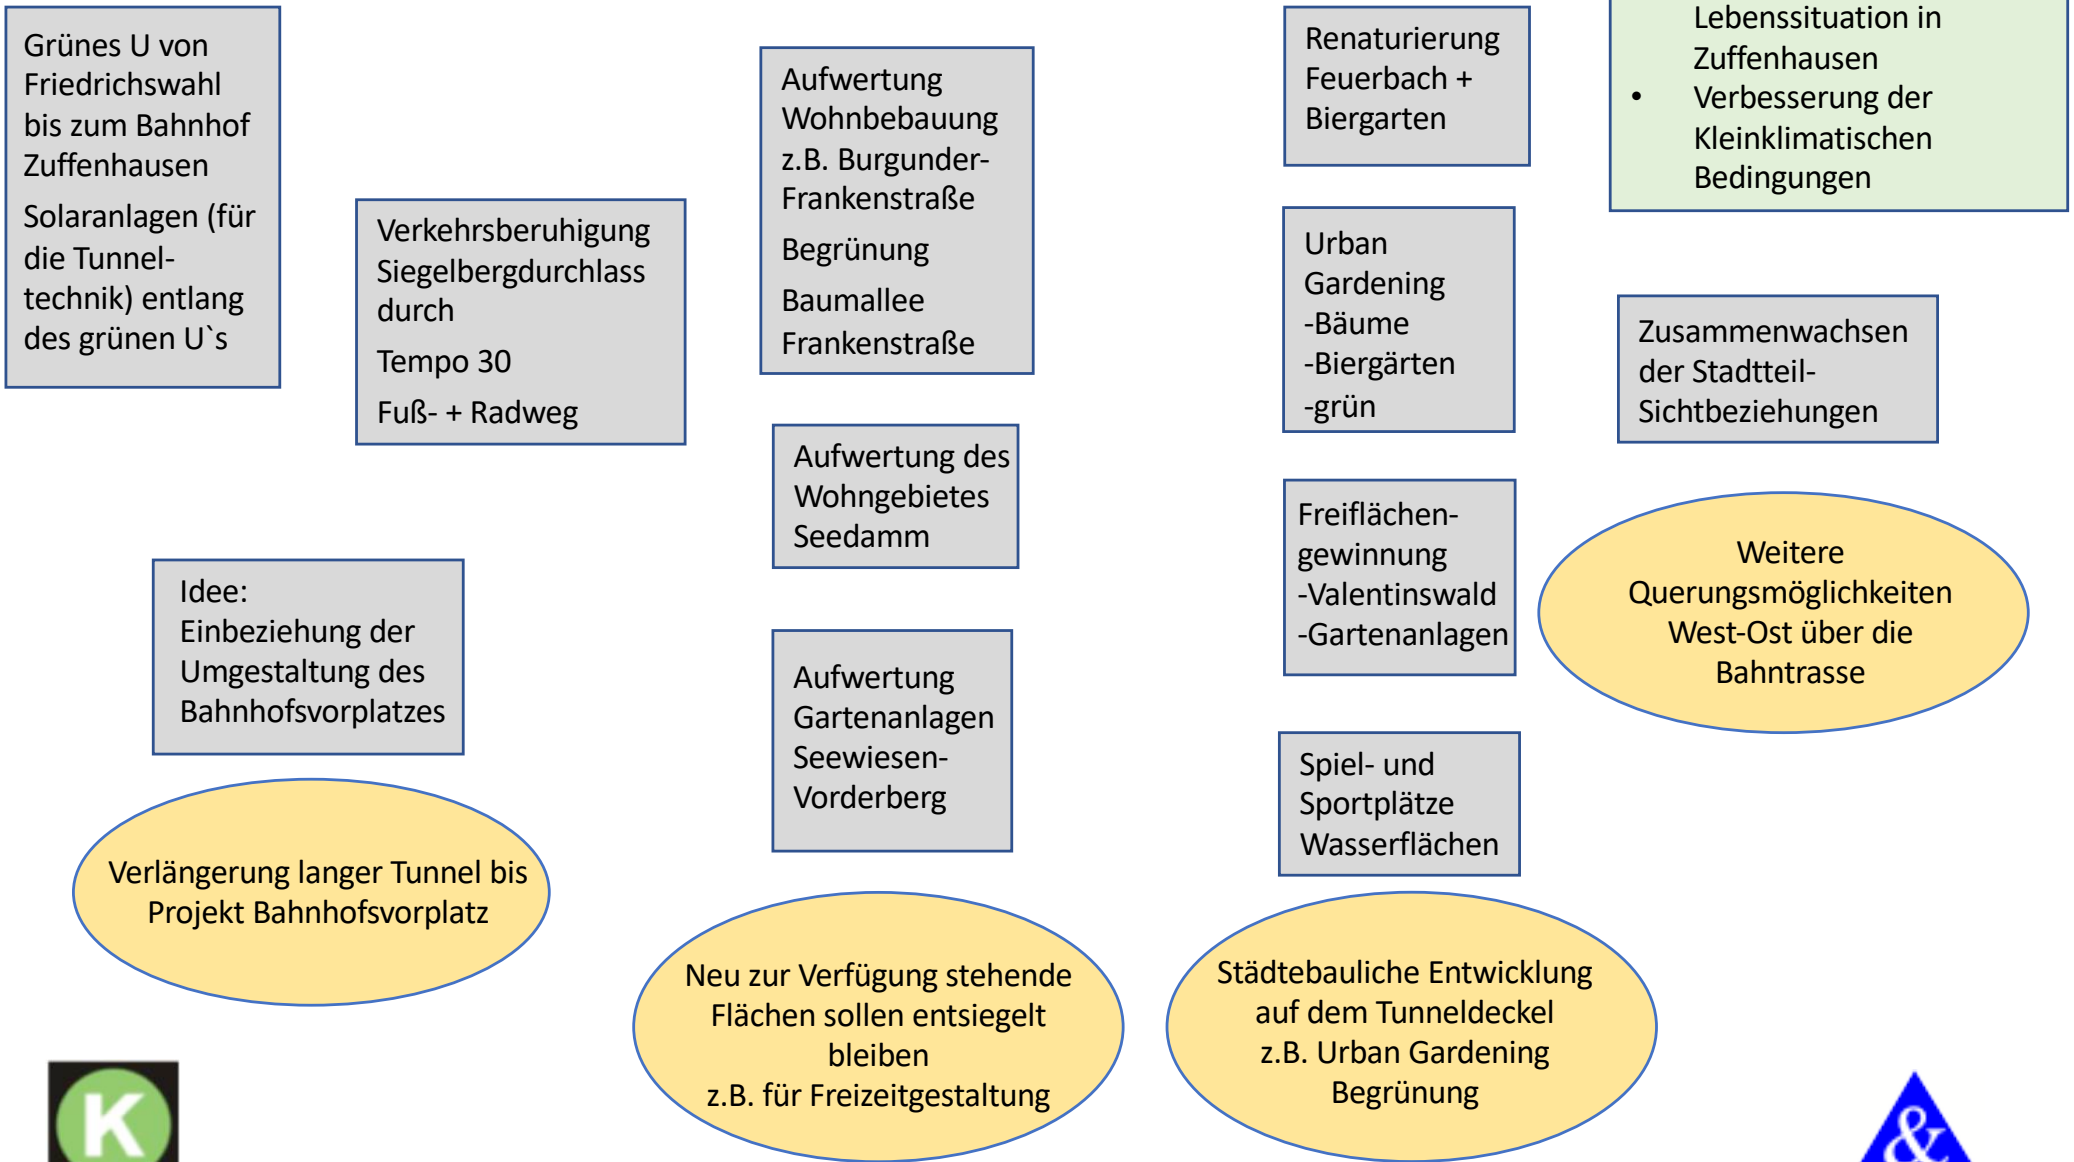 Grünes U von
Friedrichswahl
bis zum Bahnhof
Zuffenhausen
Solaranlagen (für
die Tunnel-
technik) entlang
des grünen U`s
Verkehrsberuhigung
Siegelbergdurchlass
durch
Tempo 30
Fuß- + Radweg
Idee:
Einbeziehung der
Umgestaltung des
Bahnhofsvorplatzes
Verlängerung langer Tunnel bis
Projekt Bahnhofsvorplatz
Aufwertung
Wohnbebauung
z.B. Burgunder-
Frankenstraße
Begrünung
Baumallee
Frankenstraße
Aufwertung des
Wohngebietes
Seedamm
Aufwertung
Gartenanlagen
Seewiesen-
Vorderberg
Neu zur Verfügung stehende
Flächen sollen entsiegelt
bleiben
z.B. für Freizeitgestaltung
Renaturierung
Feuerbach +
Biergarten
Urban
Gardening
-Bäume
-Biergärten
-grün
Freiflächen-
gewinnung
-Valentinswald
-Gartenanlagen
Spiel- und
Sportplätze
Wasserflächen
Städtebauliche Entwicklung
auf dem Tunneldeckel
z.B. Urban Gardening
Begrünung
Lebenssituation in
Zuffenhausen
• Verbesserung der
Kleinklimatischen
Bedingungen
Zusammenwachsen
der Stadtteil-
Sichtbeziehungen
Weitere
Querungsmöglichkeiten
West-Ost über die
Bahntrasse
K
&